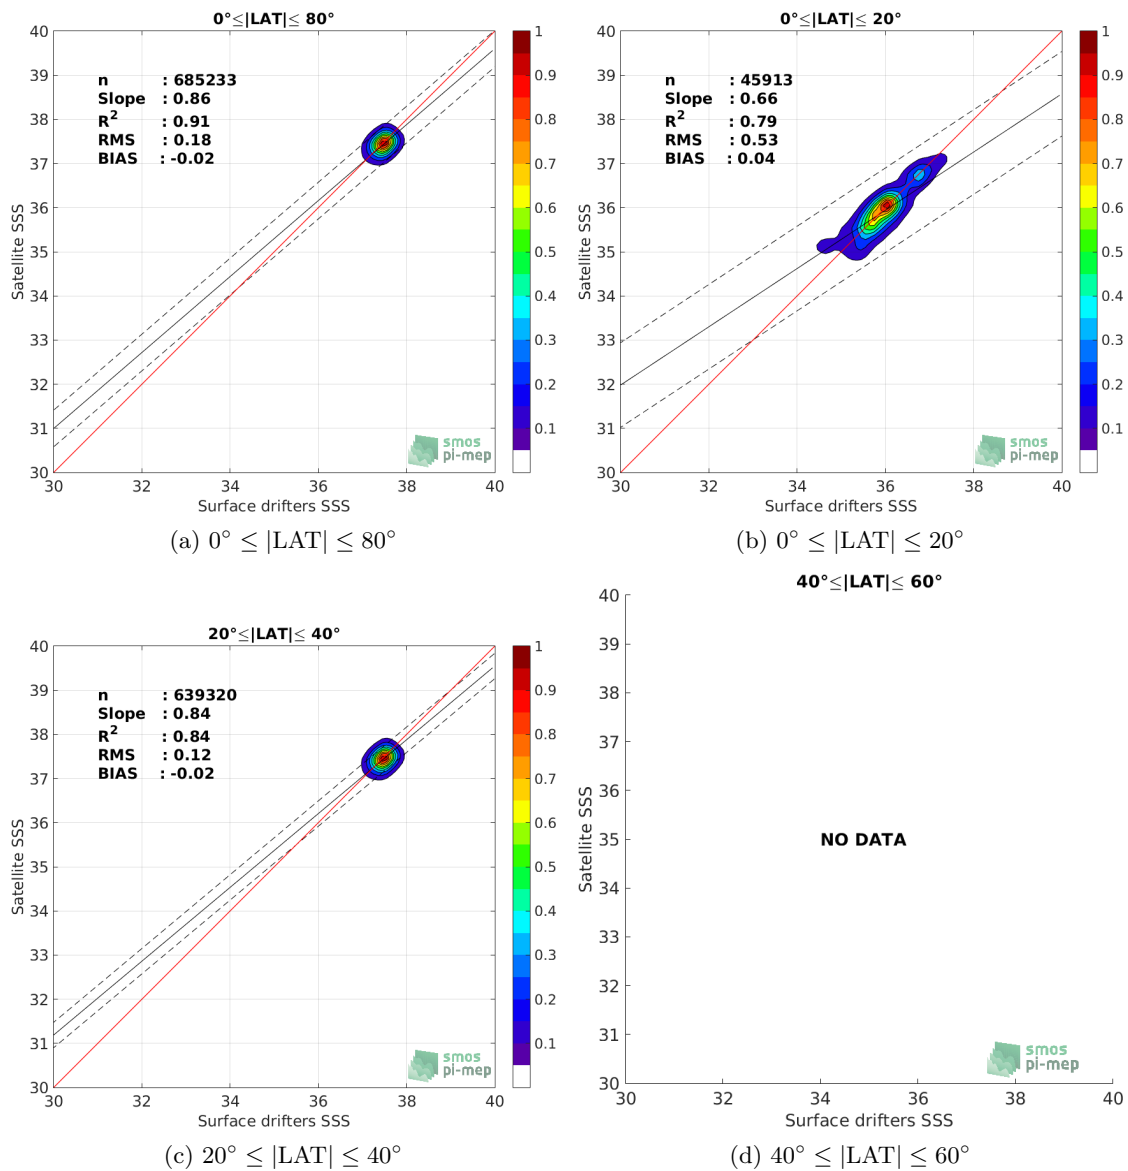 0°≤|LAT|≤ 80°
40
39
38
37
36
35
34
33
32
31
30
Satellite SSS
n : 685233
Slope : 0.86
R² : 0.91
RMS : 0.18
BIAS : -0.02
1
0.9
0.8
0.7
0.6
0.5
0.4
0.3
0.2
0.1
smos
pi-mep
30 32 34 36 38 40
Surface drifters SSS
(a) 0° ≤ |LAT| ≤ 80°
0°≤|LAT|≤ 20°
40
39
38
37
36
35
34
33
32
31
30
Satellite SSS
n : 45913
Slope : 0.66
R² : 0.79
RMS : 0.53
BIAS : 0.04
1
0.9
0.8
0.7
0.6
0.5
0.4
0.3
0.2
0.1
smos
pi-mep
30 32 34 36 38 40
Surface drifters SSS
(b) 0° ≤ |LAT| ≤ 20°
20°≤|LAT|≤ 40°
40
39
38
37
36
35
34
33
32
31
30
Satellite SSS
n : 639320
Slope : 0.84
R² : 0.84
RMS : 0.12
BIAS : -0.02
1
0.9
0.8
0.7
0.6
0.5
0.4
0.3
0.2
0.1
smos
pi-mep
30 32 34 36 38 40
Surface drifters SSS
(c) 20° ≤ |LAT| ≤ 40°
40°≤|LAT|≤ 60°
40
39
38
37
36
35
34
33
32
31
30
Satellite SSS
NO DATA
smos
pi-mep
30 32 34 36 38 40
Surface drifters SSS
(d) 40° ≤ |LAT| ≤ 60°